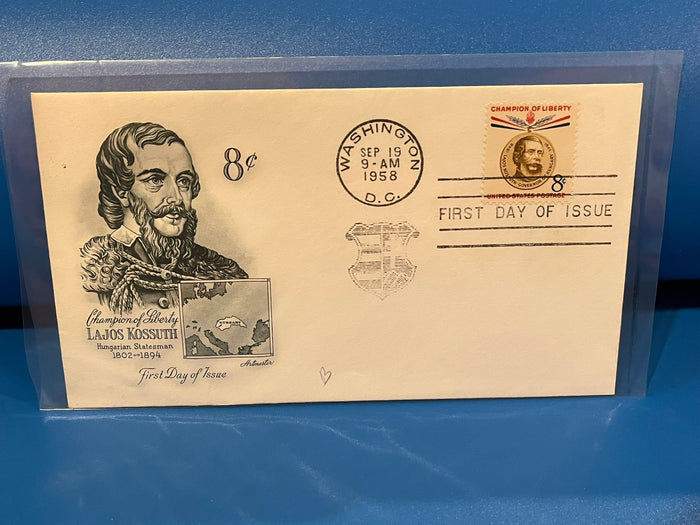 8¢
Champion of Liberty
LAJOS KOSSUTH
Hungarian Statesman
1802–1894
First Day of Issue
HUNGARY
Artmaster
WASHINGTON
SEP 19
9-AM
1958
D.C.
CHAMPION OF LIBERTY
8¢
UNITED STATES POSTAGE
FIRST DAY OF ISSUE